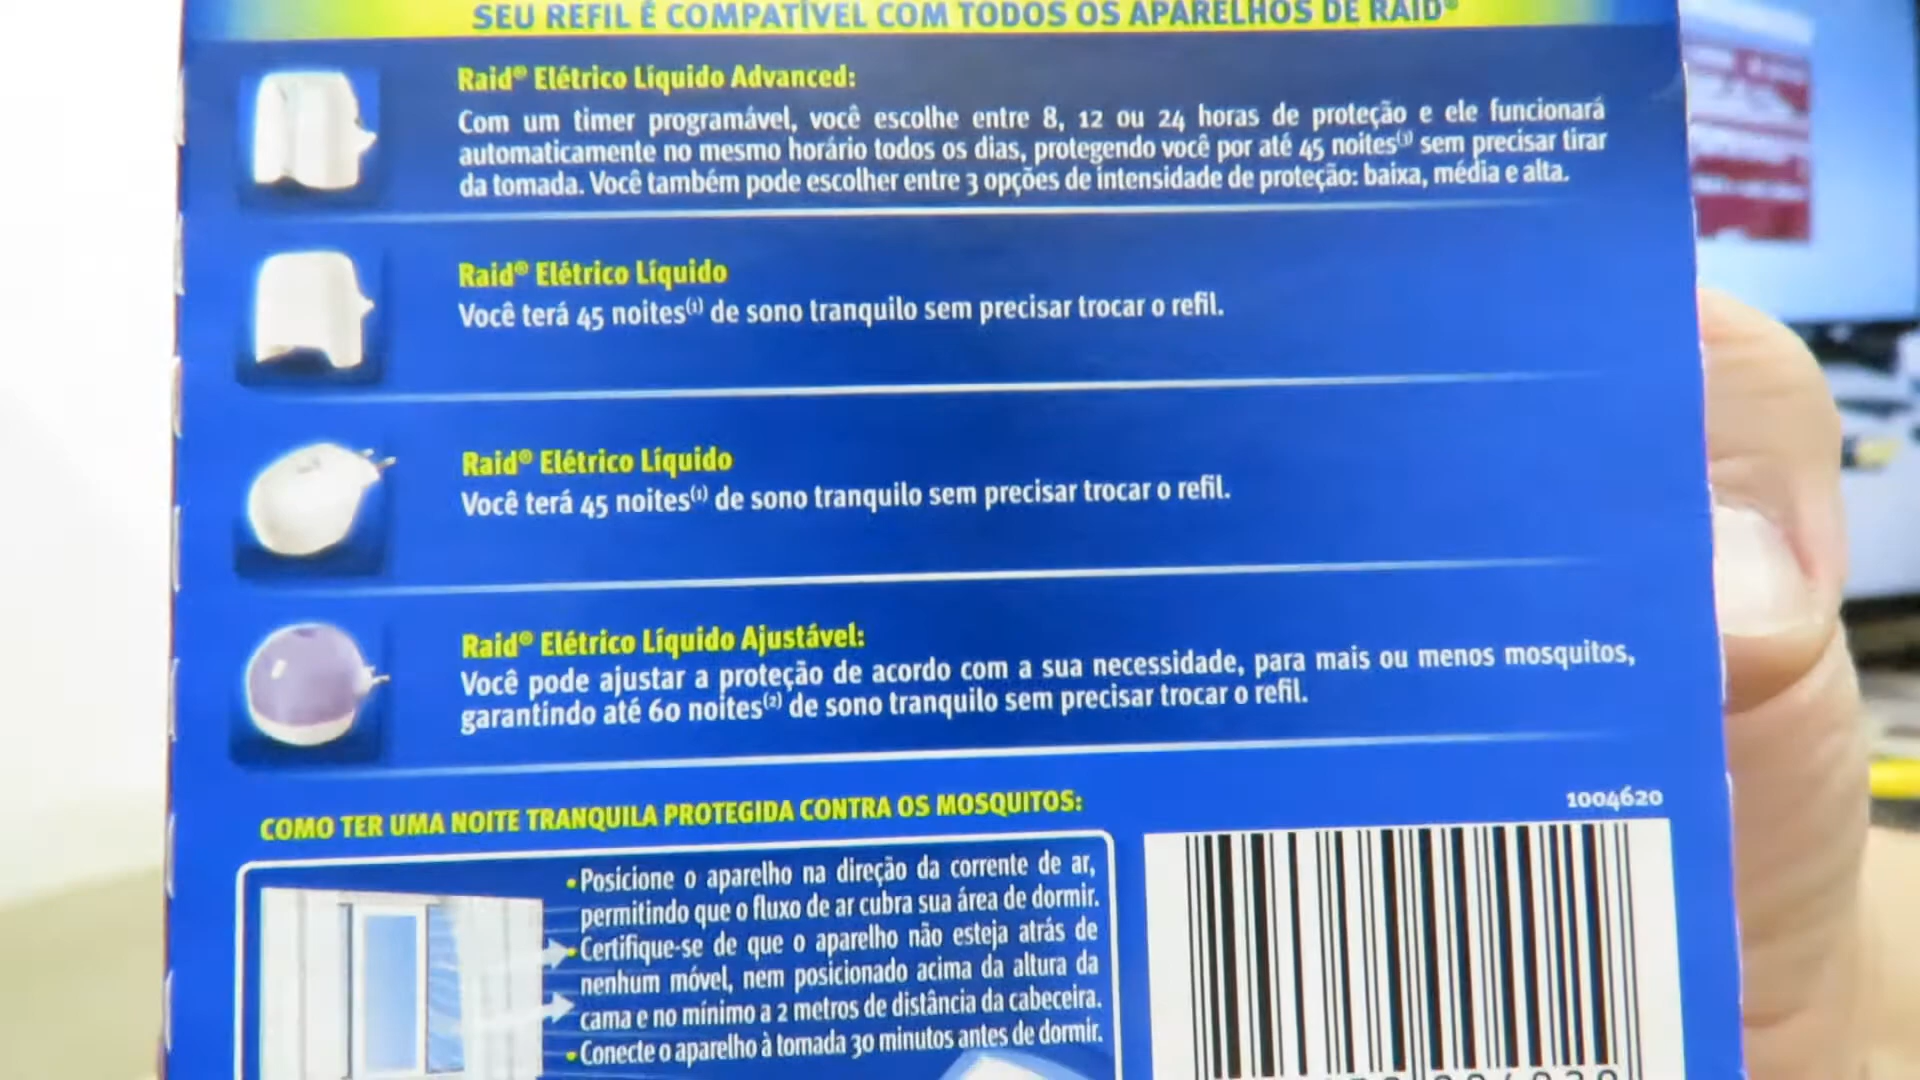 SEU REFIL É COMPATÍVEL COM TODOS OS APARELHOS DE RAID®
Raid® Elétrico Líquido Advanced:
Com um timer programável, você escolhe entre 8, 12 ou 24 horas de proteção e ele funcionará
automaticamente no mesmo horário todos os dias, protegendo você por até 45 noites⁽¹⁾ sem precisar tirar
da tomada. Você também pode escolher entre 3 opções de intensidade de proteção: baixa, média e alta.
Raid® Elétrico Líquido
Você terá 45 noites⁽¹⁾ de sono tranquilo sem precisar trocar o refil.
Raid® Elétrico Líquido
Você terá 45 noites⁽¹⁾ de sono tranquilo sem precisar trocar o refil.
Raid® Elétrico Líquido Ajustável:
Você pode ajustar a proteção de acordo com a sua necessidade, para mais ou menos mosquitos,
garantindo até 60 noites⁽²⁾ de sono tranquilo sem precisar trocar o refil.
COMO TER UMA NOITE TRANQUILA PROTEGIDA CONTRA OS MOSQUITOS:
1004620
•Posicione o aparelho na direção da corrente de ar,
permitindo que o fluxo de ar cubra sua área de dormir.
•Certifique-se de que o aparelho não esteja atrás de
nenhum móvel, nem posicionado acima da altura da
cama e no mínimo a 2 metros de distância da cabeceira.
•Conecte o aparelho à tomada 30 minutos antes de dormir.